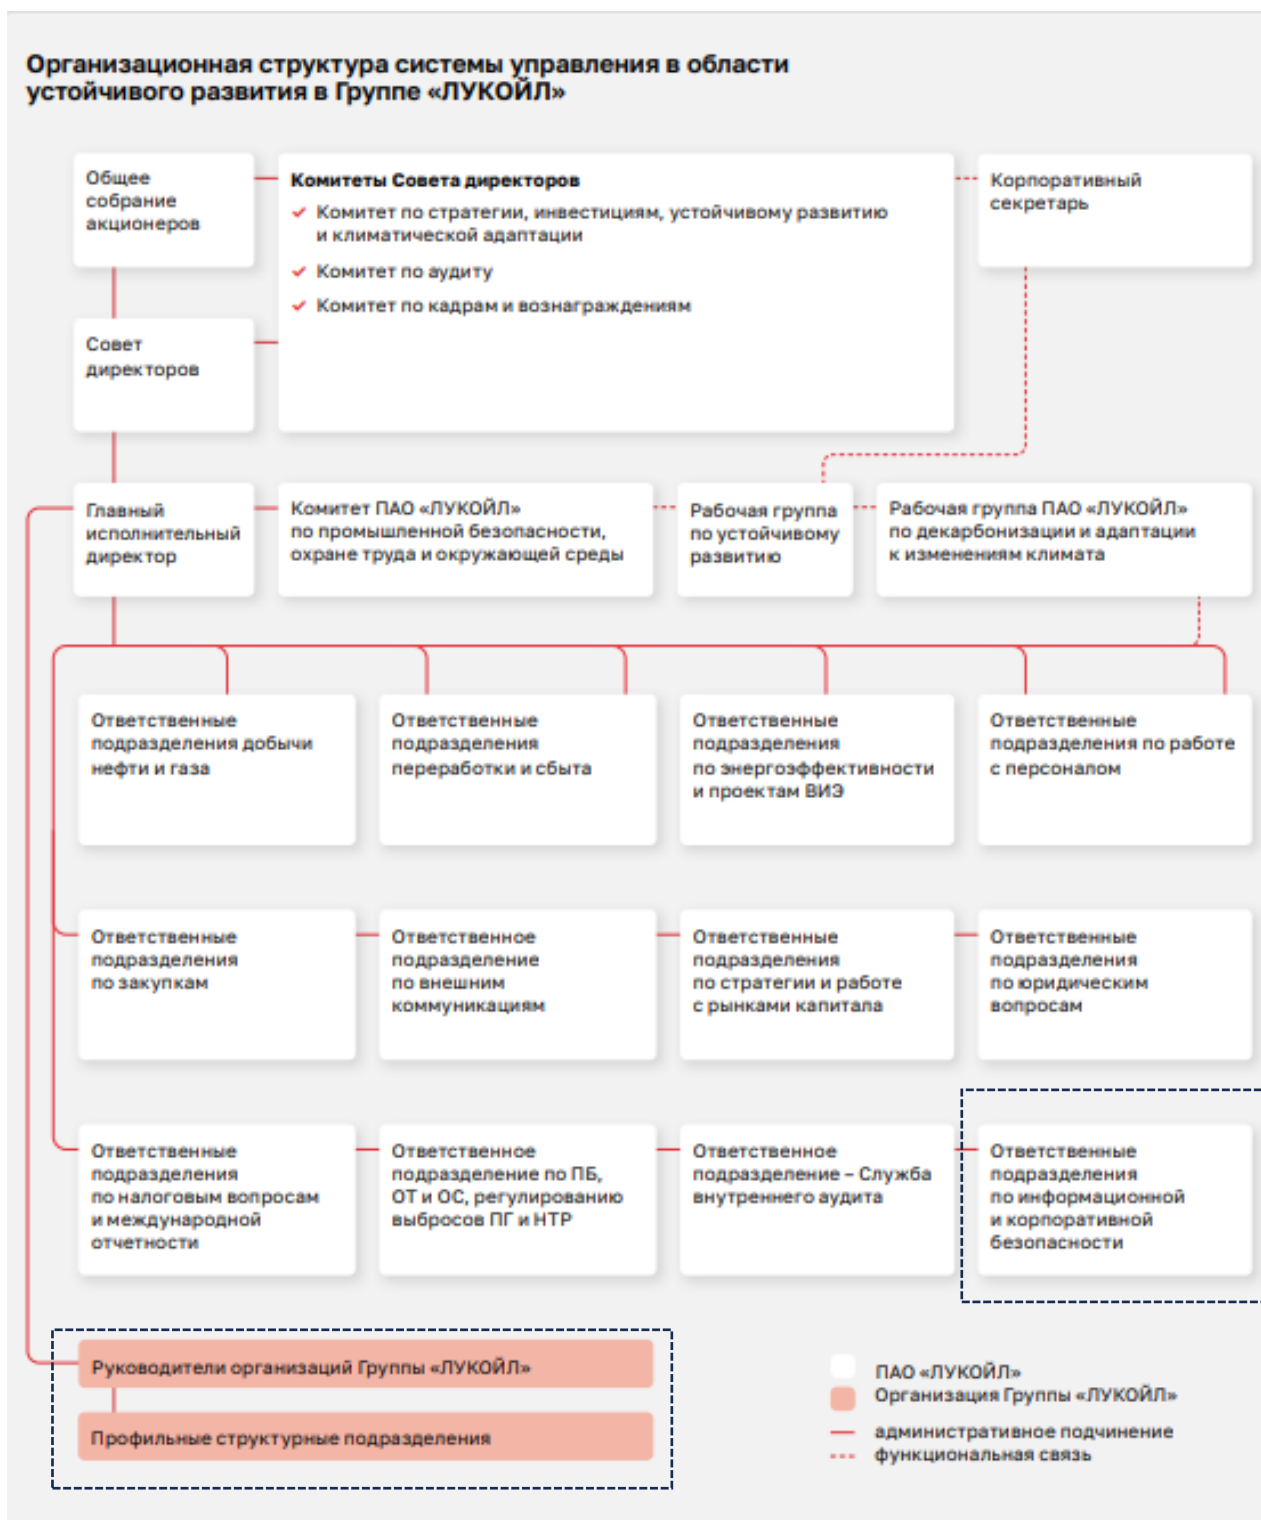 Организационная структура системы управления в области
устойчивого развития в Группе «ЛУКОЙЛ»
Общее
собрание
акционеров
Комитеты Совета директоров
Комитет по стратегии, инвестициям, устойчивому развитию
и климатической адаптации
Комитет по аудиту
Комитет по кадрам и вознаграждениям
Корпоративный
секретарь
Совет
директоров
Главный
исполнительный
директор
Комитет ПАО «ЛУКОЙЛ»
по промышленной безопасности,
охране труда и окружающей среды
Рабочая группа
по устойчивому
развитию
Рабочая группа ПАО «ЛУКОЙЛ»
по декарбонизации и адаптации
к изменениям климата
Ответственные
подразделения добычи
нефти и газа
Ответственные
подразделения
переработки и сбыта
Ответственные
подразделения
по энергоэффективности
и проектам ВИЭ
Ответственные
подразделения по работе
с персоналом
Ответственные
подразделения
по закупкам
Ответственное
подразделение
по внешним
коммуникациям
Ответственные
подразделения
по стратегии и работе
с рынками капитала
Ответственные
подразделения
по юридическим
вопросам
Ответственные
подразделения
по налоговым вопросам
и международной
отчетности
Ответственное
подразделение по ПБ,
ОТ и ОС, регулированию
выбросов ПГ и НТР
Ответственное
подразделение – Служба
внутреннего аудита
Ответственные
подразделения
по информационной
и корпоративной
безопасности
Руководители организаций Группы «ЛУКОЙЛ»
Профильные структурные подразделения
ПАО «ЛУКОЙЛ»
Организация Группы «ЛУКОЙЛ»
административное подчинение
функциональная связь